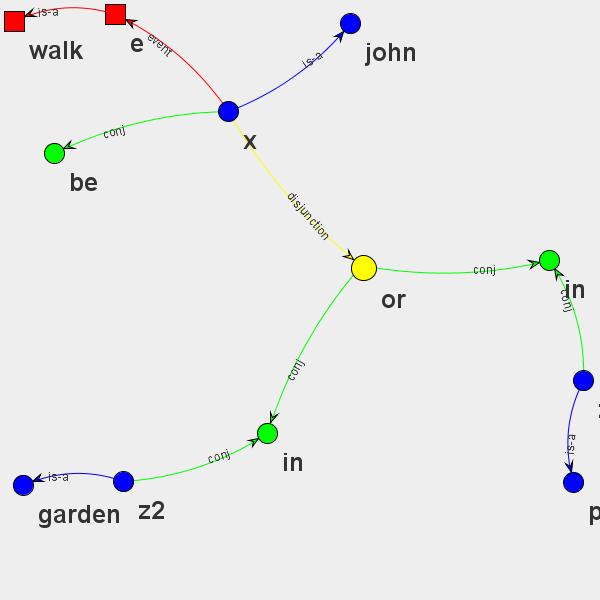 is-a
walk
e
event
is-a
john
conj
be
x
disjunction
or
conj
in
conj
conj
in
is-a
is-a
garden
z2
conj
p